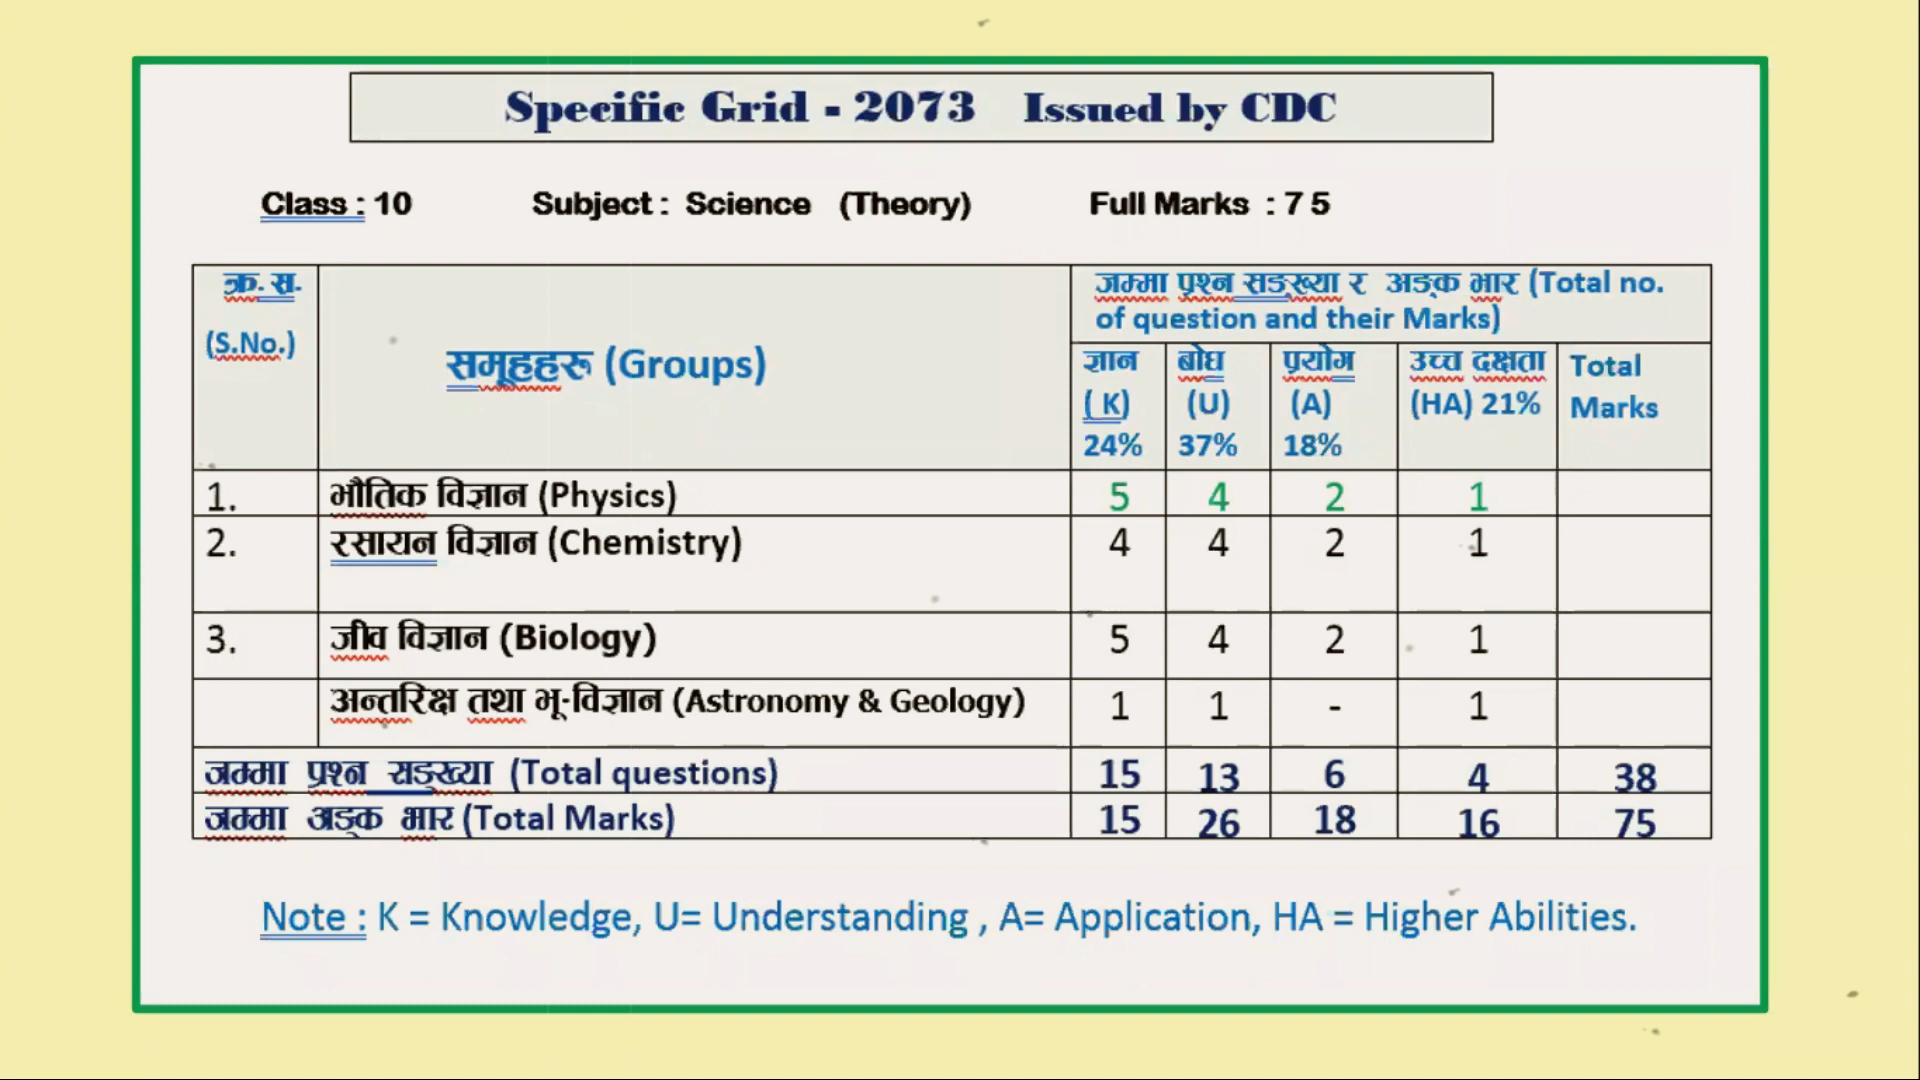 Specific Grid - 2073 Issued by CDC
Class : 10 Subject : Science (Theory) Full Marks : 7 5
क्र. स. (S.No.)
समूहहरू (Groups)
जम्मा प्रश्न सङ्ख्या र अङ्क भार (Total no. of question and their Marks)
ज्ञान ( K) 24%
बोध (U) 37%
प्रयोग (A) 18%
उच्च दक्षता (HA) 21%
Total Marks
1. भौतिक विज्ञान (Physics) 5 4 2 1
2. रसायन विज्ञान (Chemistry) 4 4 2 1
3. जीव विज्ञान (Biology) 5 4 2 1
अन्तरिक्ष तथा भू-विज्ञान (Astronomy & Geology) 1 1 - 1
जम्मा प्रश्न सङ्ख्या (Total questions) 15 13 6 4 38
जम्मा अङ्क भार (Total Marks) 15 26 18 16 75
Note : K = Knowledge, U= Understanding , A= Application, HA = Higher Abilities.